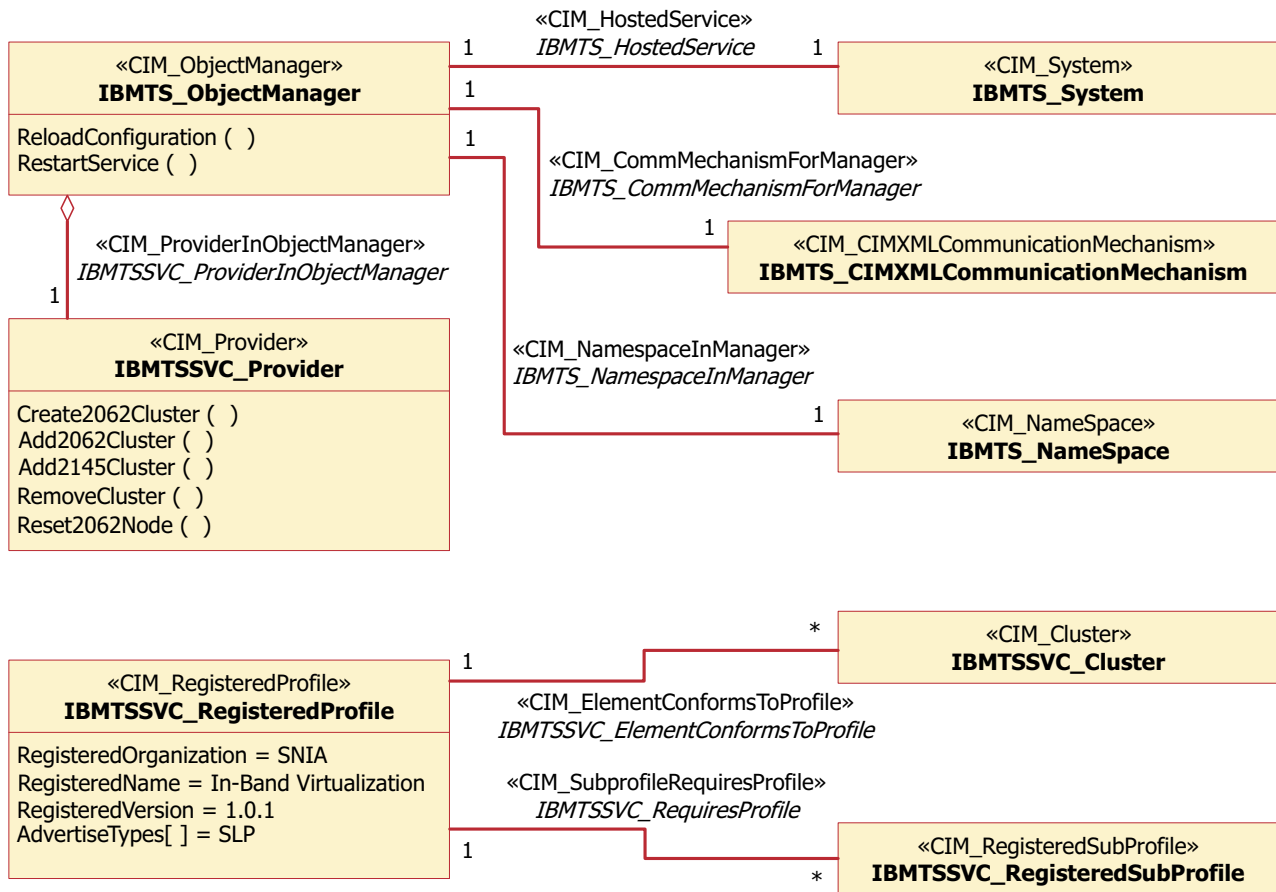 «CIM_HostedService»
IBMTS_HostedService
1
1
«CIM_ObjectManager»
IBMTS_ObjectManager
ReloadConfiguration ( )
RestartService ( )
«CIM_System»
IBMTS_System
1
1
«CIM_CommMechanismForManager»
IBMTS_CommMechanismForManager
1
«CIM_CIMXMLCommunicationMechanism»
IBMTS_CIMXMLCommunicationMechanism
«CIM_ProviderInObjectManager»
IBMTSSVC_ProviderInObjectManager
1
«CIM_Provider»
IBMTSSVC_Provider
Create2062Cluster ( )
Add2062Cluster ( )
Add2145Cluster ( )
RemoveCluster ( )
Reset2062Node ( )
«CIM_NamespaceInManager»
IBMTS_NamespaceInManager
1
«CIM_NameSpace»
IBMTS_NameSpace
*
«CIM_Cluster»
IBMTSSVC_Cluster
1
«CIM_RegisteredProfile»
IBMTSSVC_RegisteredProfile
RegisteredOrganization = SNIA
RegisteredName = In-Band Virtualization
RegisteredVersion = 1.0.1
AdvertiseTypes[ ] = SLP
«CIM_ElementConformsToProfile»
IBMTSSVC_ElementConformsToProfile
«CIM_SubprofileRequiresProfile»
IBMTSSVC_RequiresProfile
1
*
«CIM_RegisteredSubProfile»
IBMTSSVC_RegisteredSubProfile